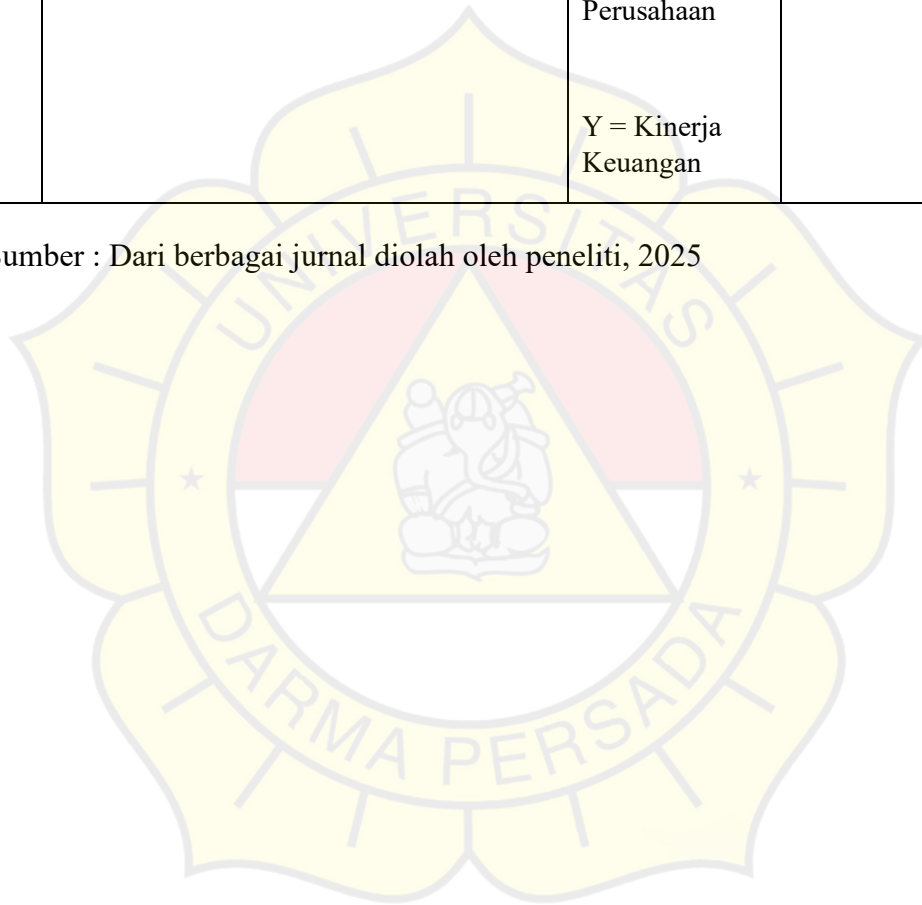 Perusahaan
Y = Kinerja
Keuangan
umber : Dari berbagai jurnal diolah oleh peneliti, 2025
UNIVERSITAS
DARMA PERSADA